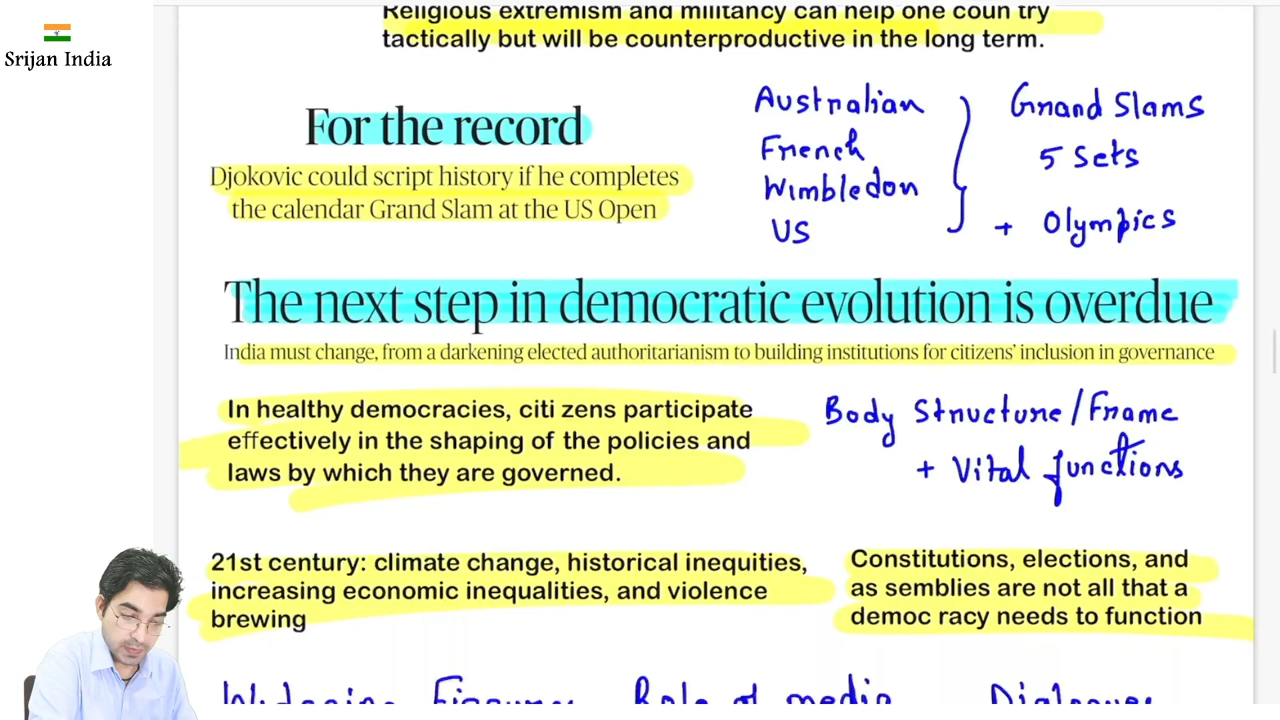 Srijan India
Religious extremism and militancy can help one coun try
tactically but will be counterproductive in the long term.
For the record
Djokovic could script history if he completes
the calendar Grand Slam at the US Open
Australian
French
Wimbledon
US
Grand Slams
5 Sets
+ Olympics
The next step in democratic evolution is overdue
India must change, from a darkening elected authoritarianism to building institutions for citizens' inclusion in governance
In healthy democracies, citi zens participate
effectively in the shaping of the policies and
laws by which they are governed.
Body Structure/Frame
+ Vital functions
21st century: climate change, historical inequities,
increasing economic inequalities, and violence
brewing
Constitutions, elections, and
as semblies are not all that a
democ racy needs to function
Widening Fissures
Role of media
Dialogues